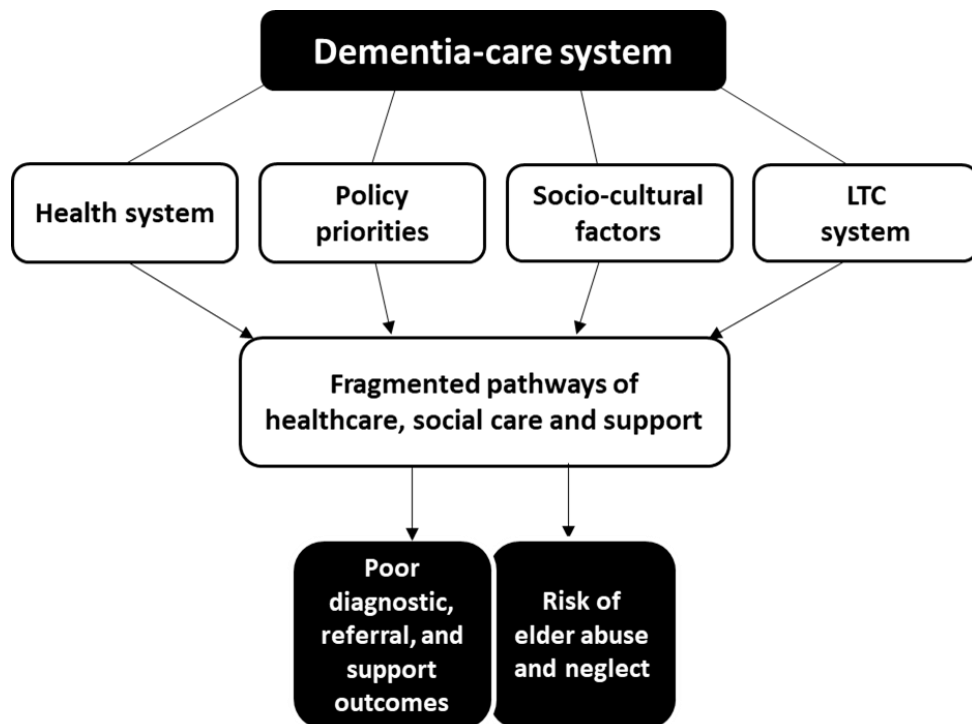 Dementia-care system
Health system
Policy
priorities
Socio-cultural
factors
LTC
system
Fragmented pathways of
healthcare, social care and support
Poor
diagnostic,
referral, and
support
outcomes
Risk of
elder abuse
and neglect